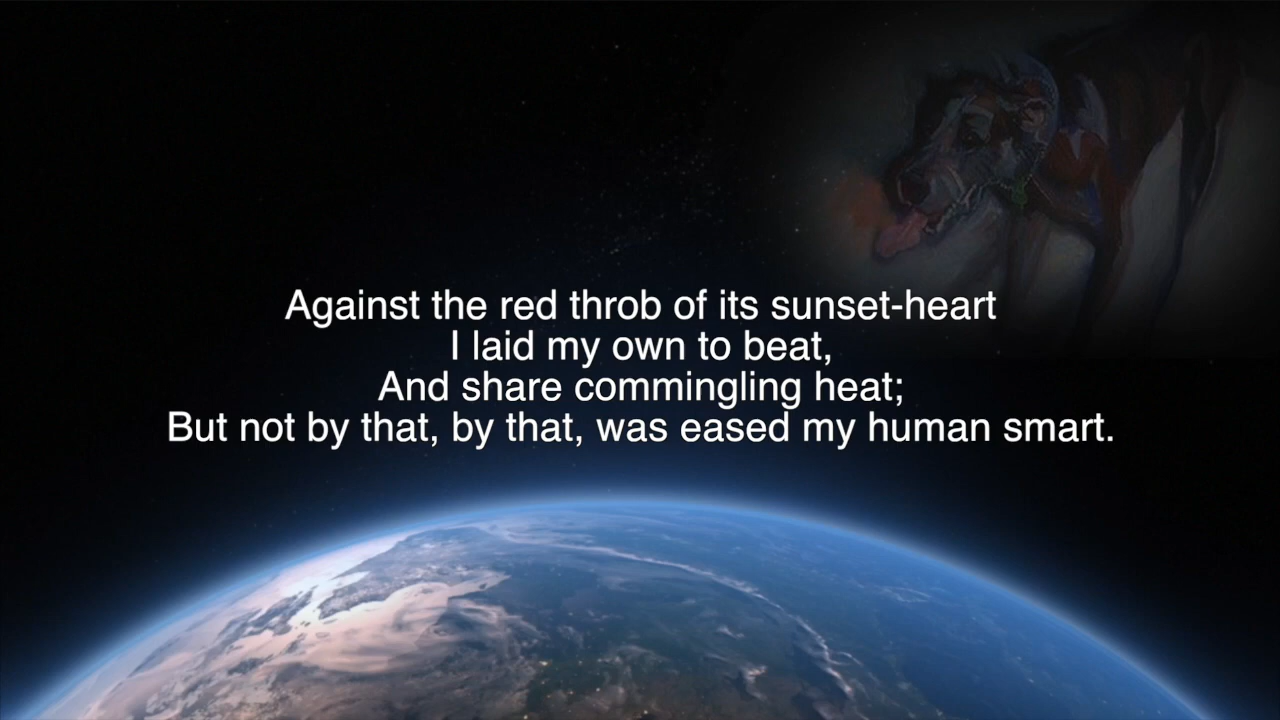 Against the red throb of its sunset-heart
I laid my own to beat,
And share commingling heat;
But not by that, by that, was eased my human smart.